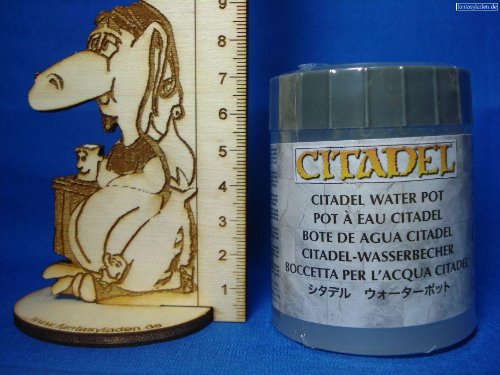 fantasyladen.de
9
8
7
6
5
4
3
2
1
www.fantasyladen.de
CITADEL
CITADEL WATER POT
POT À EAU CITADEL
BOTE DE AGUA CITADEL
CITADEL-WASSERBECHER
BOCCETTA PER L'ACQUA CITADEL
シタデル ウォーターポット